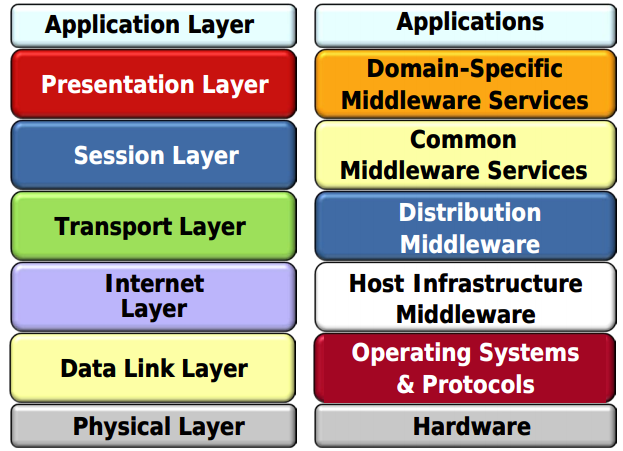 Application Layer
Presentation Layer
Session Layer
Transport Layer
Internet
Layer
Data Link Layer
Physical Layer
Applications
Domain-Specific
Middleware Services
Common
Middleware Services
Distribution
Middleware
Host Infrastructure
Middleware
Operating Systems
& Protocols
Hardware